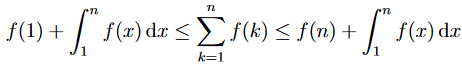 f(1) + ∫_1^n f(x) dx ≤ ∑_{k=1}^n f(k) ≤ f(n) + ∫_1^n f(x) dx